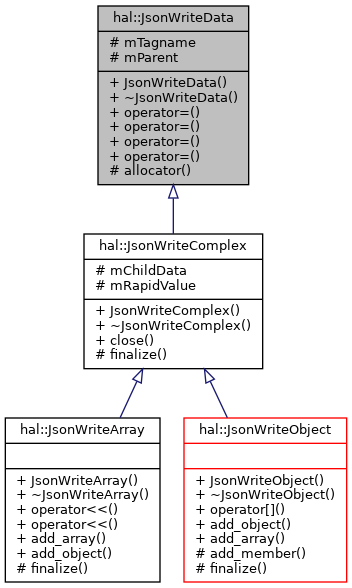 hal::JsonWriteData
# mTagname
# mParent
+ JsonWriteData()
+ ~JsonWriteData()
+ operator=()
+ operator=()
+ operator=()
+ operator=()
# allocator()
hal::JsonWriteComplex
# mChildData
# mRapidValue
+ JsonWriteComplex()
+ ~JsonWriteComplex()
+ close()
# finalize()
hal::JsonWriteArray
+ JsonWriteArray()
+ ~JsonWriteArray()
+ operator<<()
+ operator<<()
+ add_array()
+ add_object()
# finalize()
hal::JsonWriteObject
+ JsonWriteObject()
+ ~JsonWriteObject()
+ operator[]()
+ add_object()
+ add_array()
# add_member()
# finalize()